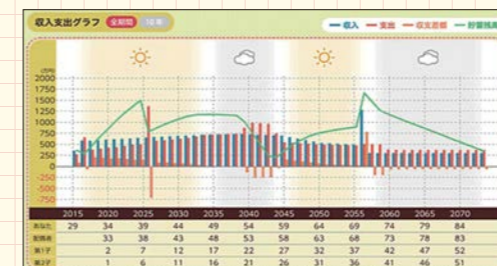 収入支出グラフ 全期間 10年
収入 支出 収支差額 貯蓄残高
(万円)
2000
1750
1500
1250
1000
750
500
250
0
-250
-500
-750
2015 2020 2025 2030 2035 2040 2045 2050 2055 2060 2065 2070
あなた 29 34 39 44 49 54 59 64 69 74 79 84
配偶者 33 38 43 48 53 58 63 68 73 78 83
第1子 2 7 12 17 22 27 32 37 42 47 52
第2子 1 6 11 16 21 26 31 36 41 46 51